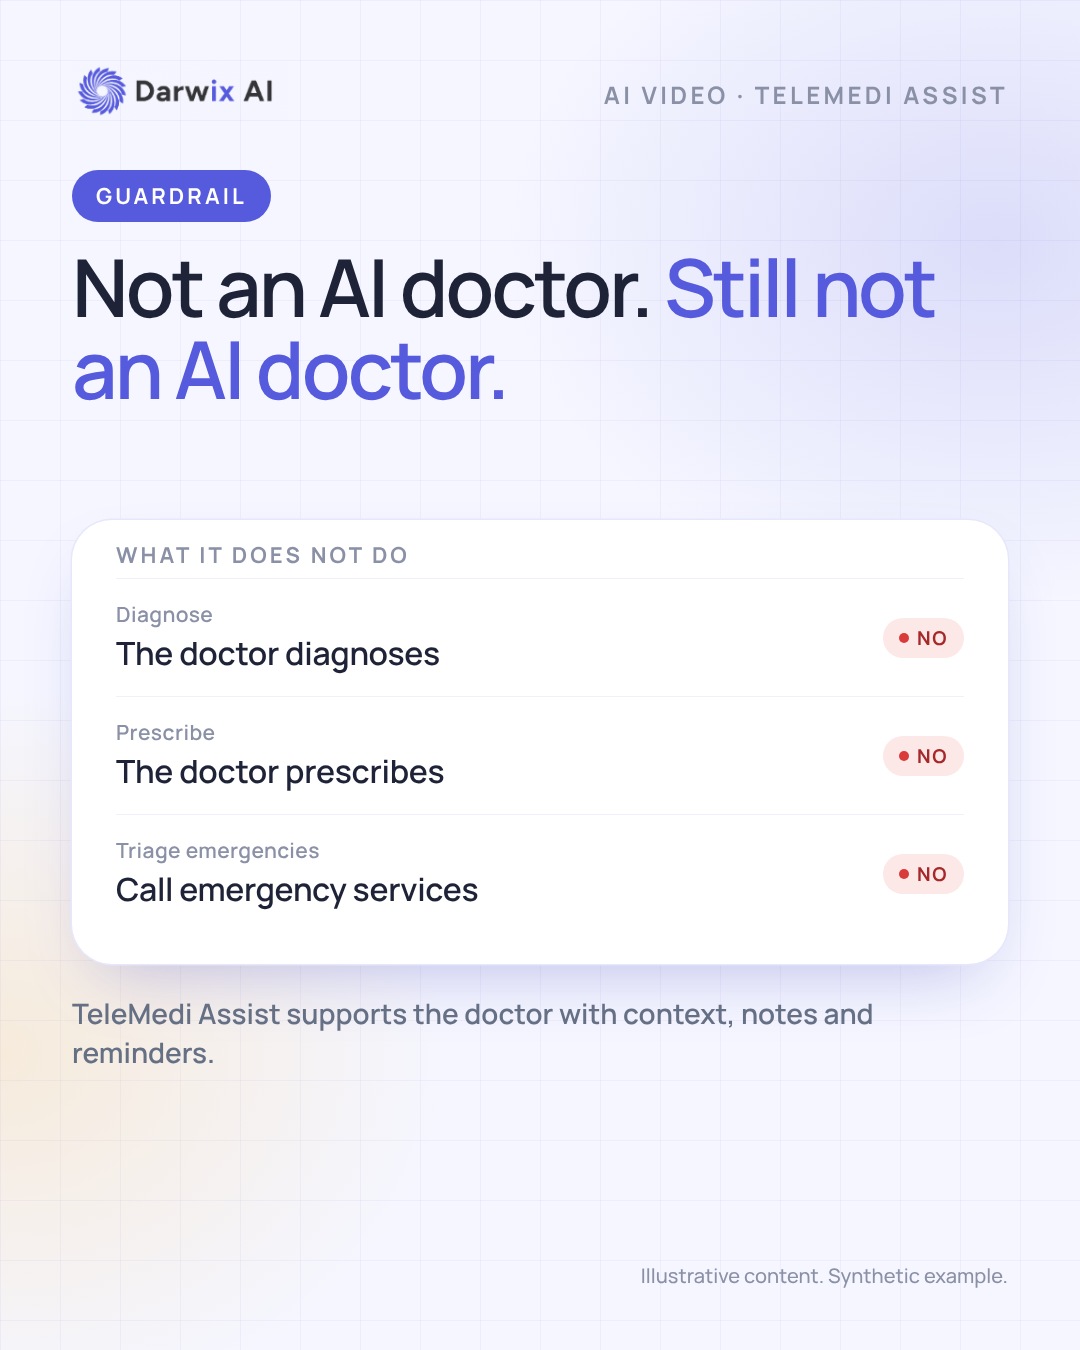 Darwix AI
AI VIDEO · TELEMEDI ASSIST
GUARDRAIL
Not an AI doctor. Still not
an AI doctor.
WHAT IT DOES NOT DO
Diagnose
The doctor diagnoses
NO
Prescribe
The doctor prescribes
NO
Triage emergencies
Call emergency services
NO
TeleMedi Assist supports the doctor with context, notes and
reminders.
Illustrative content. Synthetic example.